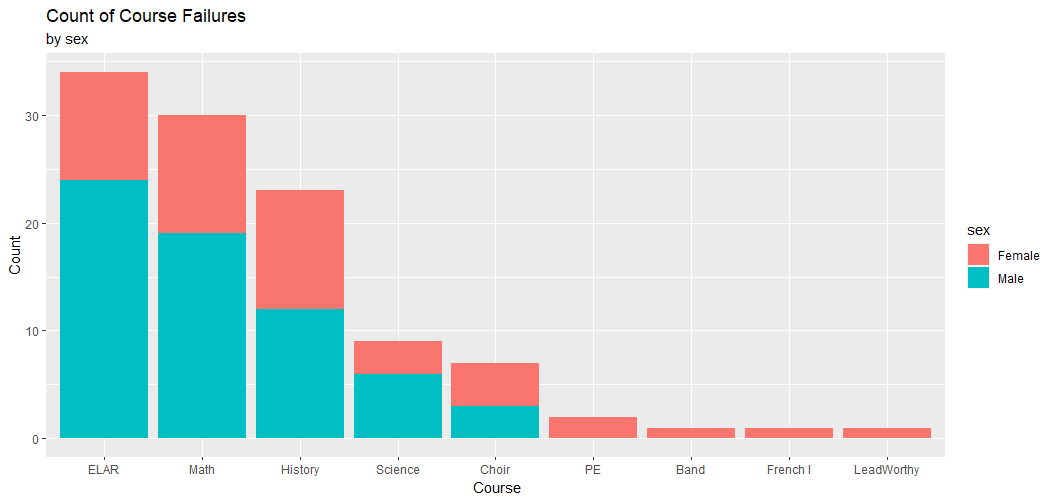 Count of Course Failures
by sex
Count
30
20
10
0
ELAR Math History Science Choir PE Band French I LeadWorthy
Course
sex
Female
Male